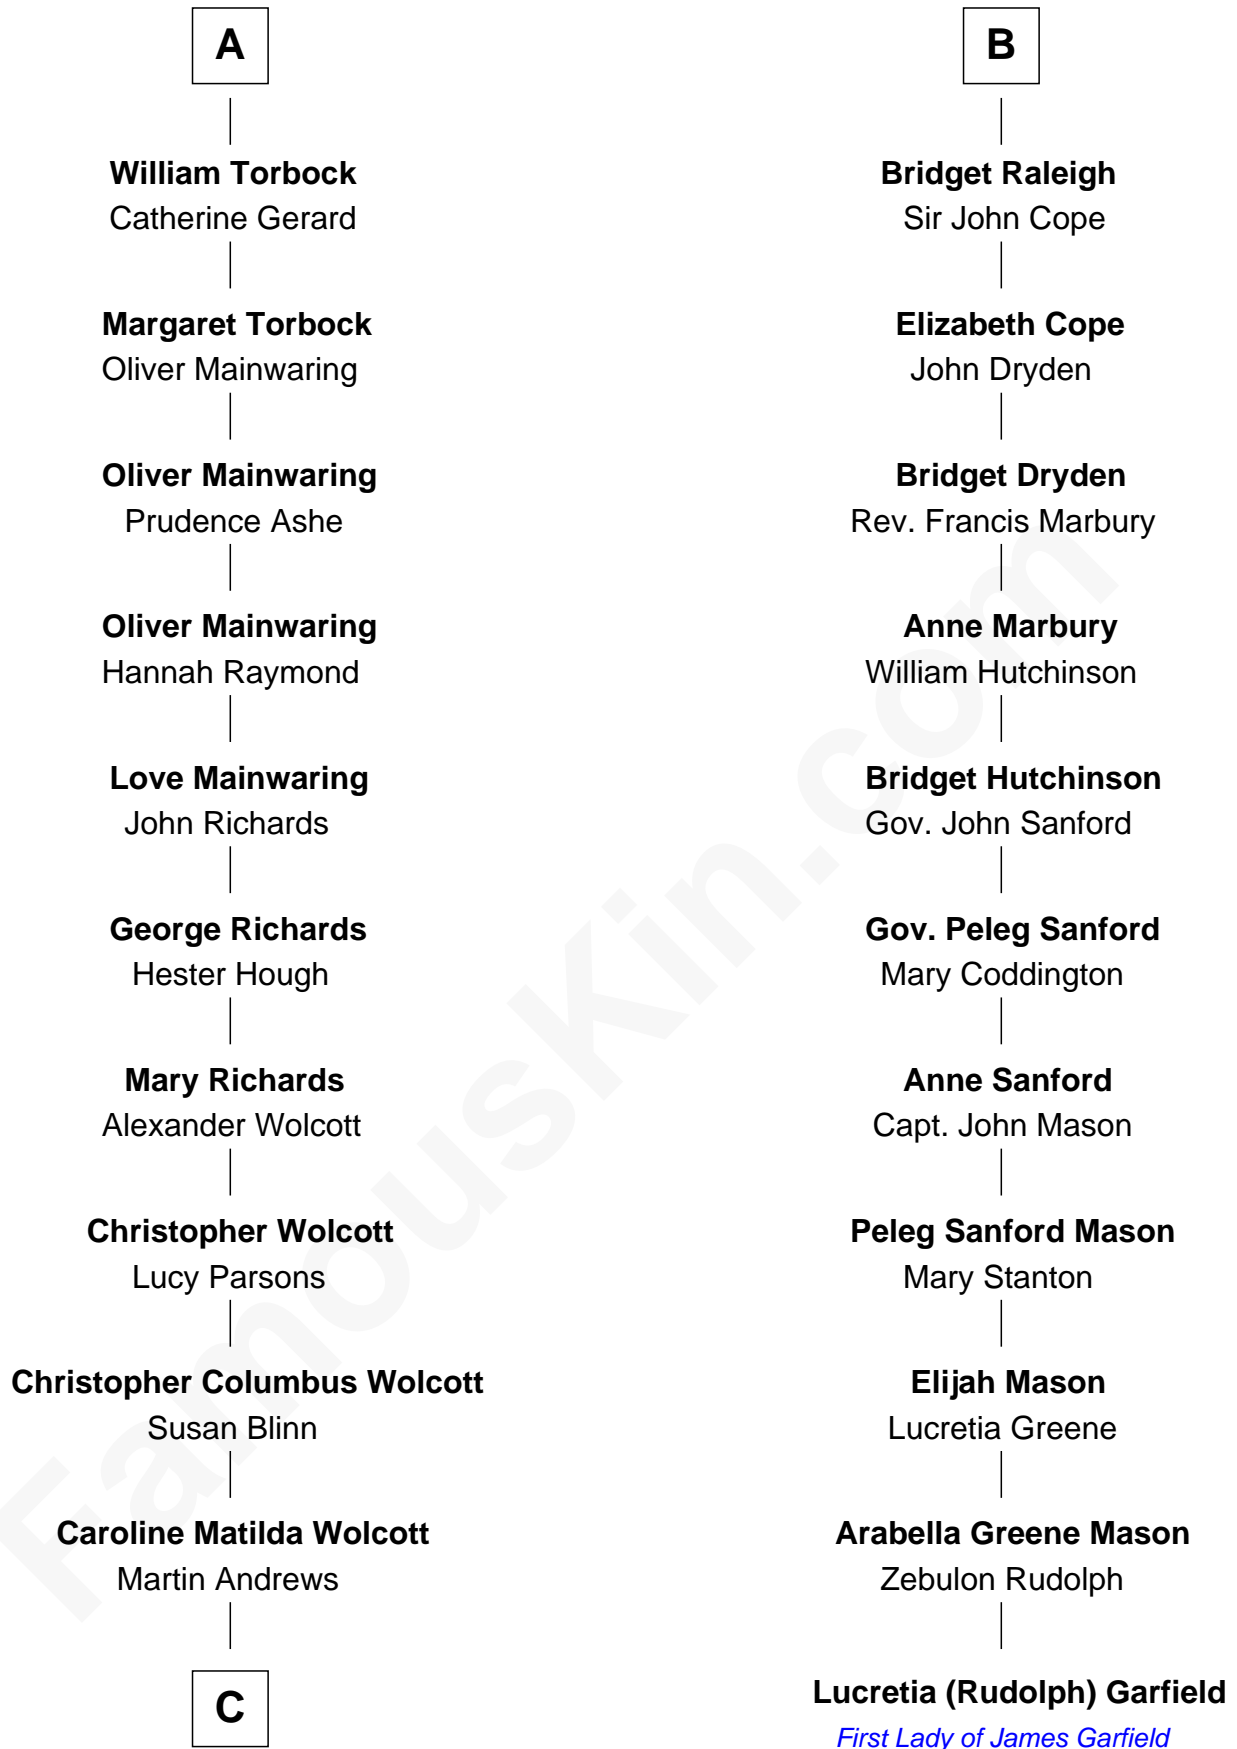 A
William Torbock
Catherine Gerard
Margaret Torbock
Oliver Mainwaring
Oliver Mainwaring
Prudence Ashe
Oliver Mainwaring
Hannah Raymond
Love Mainwaring
John Richards
George Richards
Hester Hough
Mary Richards
Alexander Wolcott
Christopher Wolcott
Lucy Parsons
Christopher Columbus Wolcott
Susan Blinn
Caroline Matilda Wolcott
Martin Andrews
C
B
Bridget Raleigh
Sir John Cope
Elizabeth Cope
John Dryden
Bridget Dryden
Rev. Francis Marbury
Anne Marbury
William Hutchinson
Bridget Hutchinson
Gov. John Sanford
Gov. Peleg Sanford
Mary Coddington
Anne Sanford
Capt. John Mason
Peleg Sanford Mason
Mary Stanton
Elijah Mason
Lucretia Greene
Arabella Greene Mason
Zebulon Rudolph
Lucretia (Rudolph) Garfield
First Lady of James Garfield
FamousKin.com